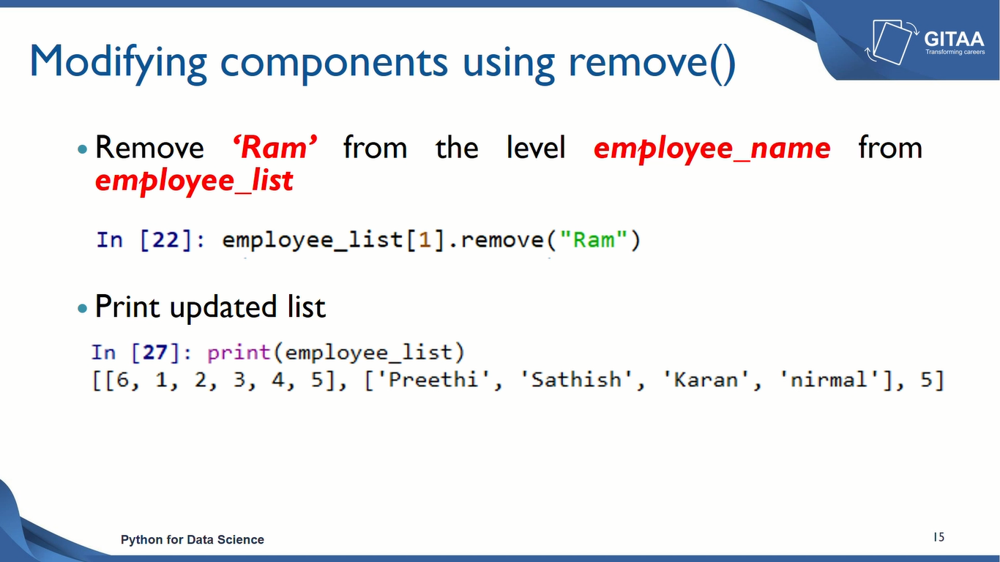 GITAA
Transforming careers
Modifying components using remove()
• Remove ‘Ram’ from the level employee_name from
employee_list
In [22]: employee_list[1].remove("Ram")
• Print updated list
In [27]: print(employee_list)
[[6, 1, 2, 3, 4, 5], ['Preethi', 'Sathish', 'Karan', 'nirmal'], 5]
Python for Data Science
15